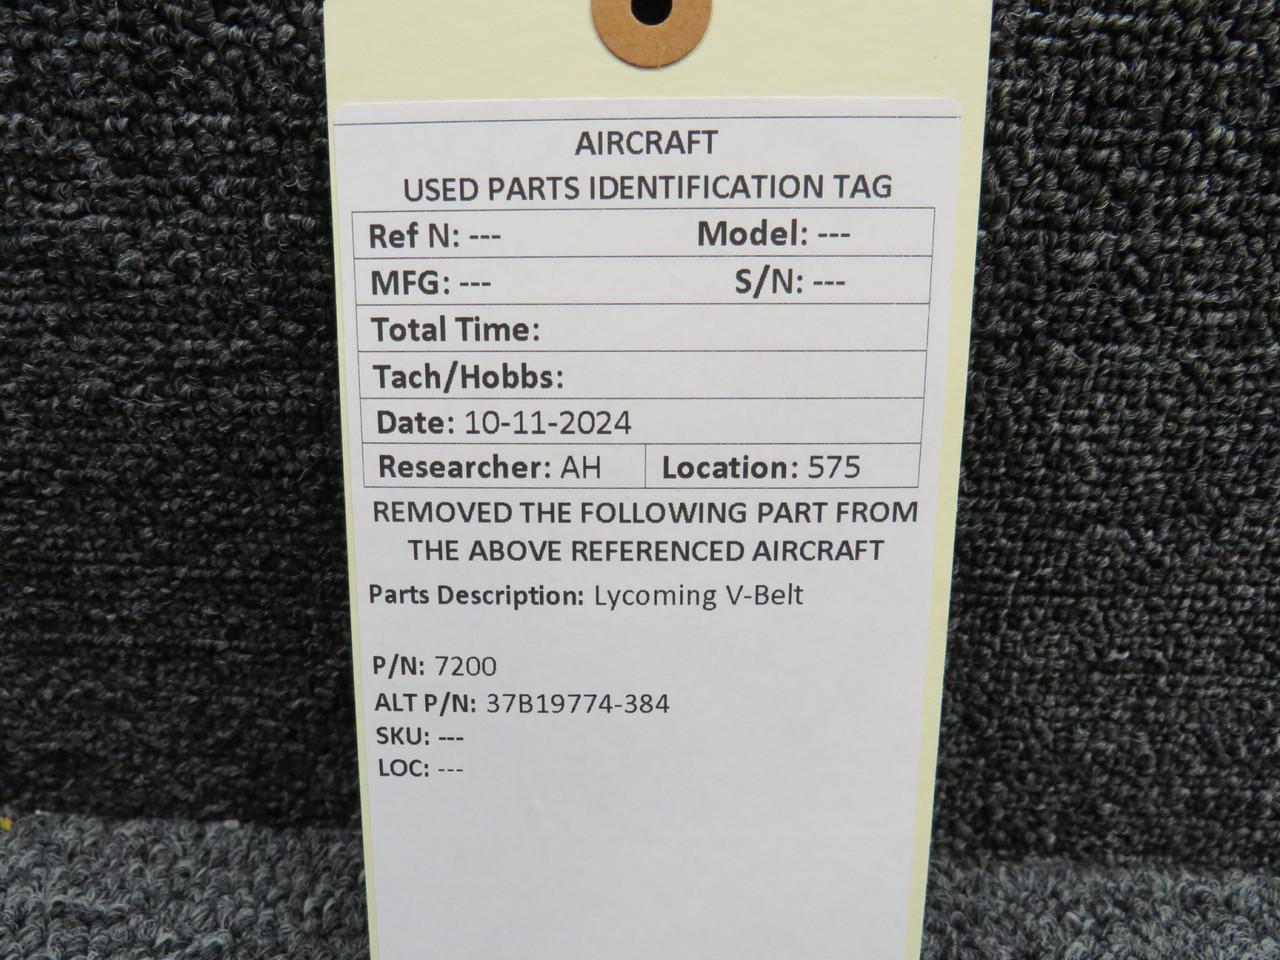 AIRCRAFT
USED PARTS IDENTIFICATION TAG
Ref N: --- Model: ---
MFG: --- S/N: ---
Total Time:
Tach/Hobbs:
Date: 10-11-2024
Researcher: AH Location: 575
REMOVED THE FOLLOWING PART FROM
THE ABOVE REFERENCED AIRCRAFT
Parts Description: Lycoming V-Belt
P/N: 7200
ALT P/N: 37B19774-384
SKU: ---
LOC: ---